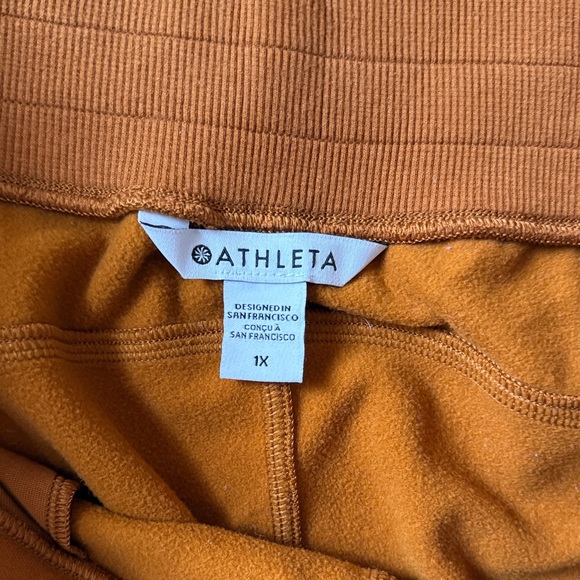 ATHLETA
DESIGNED IN
SAN FRANCISCO
CONÇU À
SAN FRANCISCO
1X